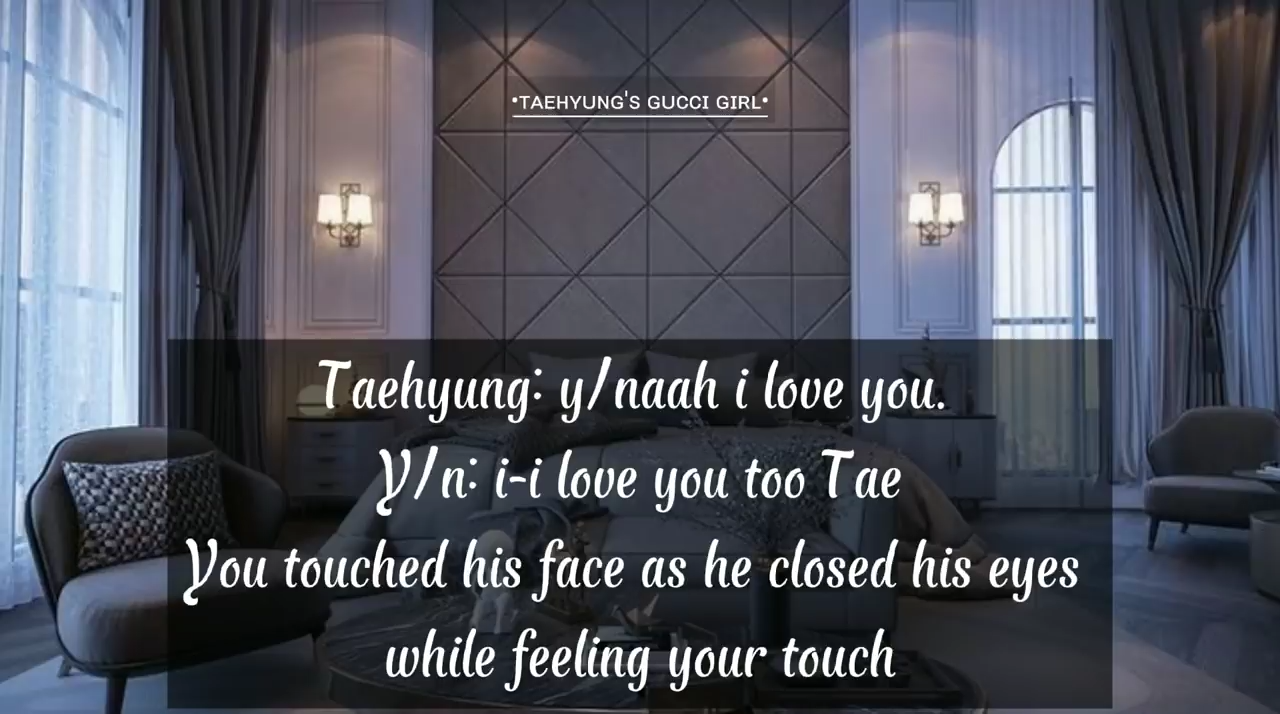 •TAEHYUNG'S GUCCI GIRL•
Taehyung: y/naah i love you.
Y/n: i-i love you too Tae
You touched his face as he closed his eyes
while feeling your touch